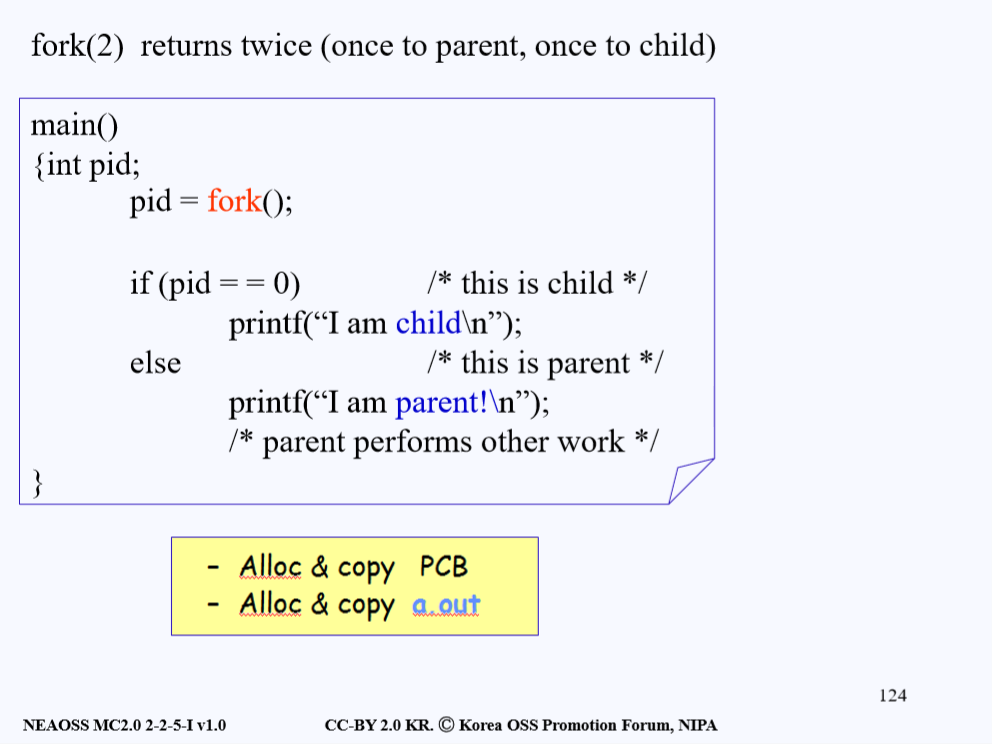 fork(2) returns twice (once to parent, once to child)
main()
{int pid;
pid = fork();
if (pid = = 0) /* this is child */
printf(“I am child\n”);
else /* this is parent */
printf(“I am parent!\n”);
/* parent performs other work */
}
- Alloc & copy PCB
- Alloc & copy a.out
124
NEAOSS MC2.0 2-2-5-I v1.0 CC-BY 2.0 KR. © Korea OSS Promotion Forum, NIPA